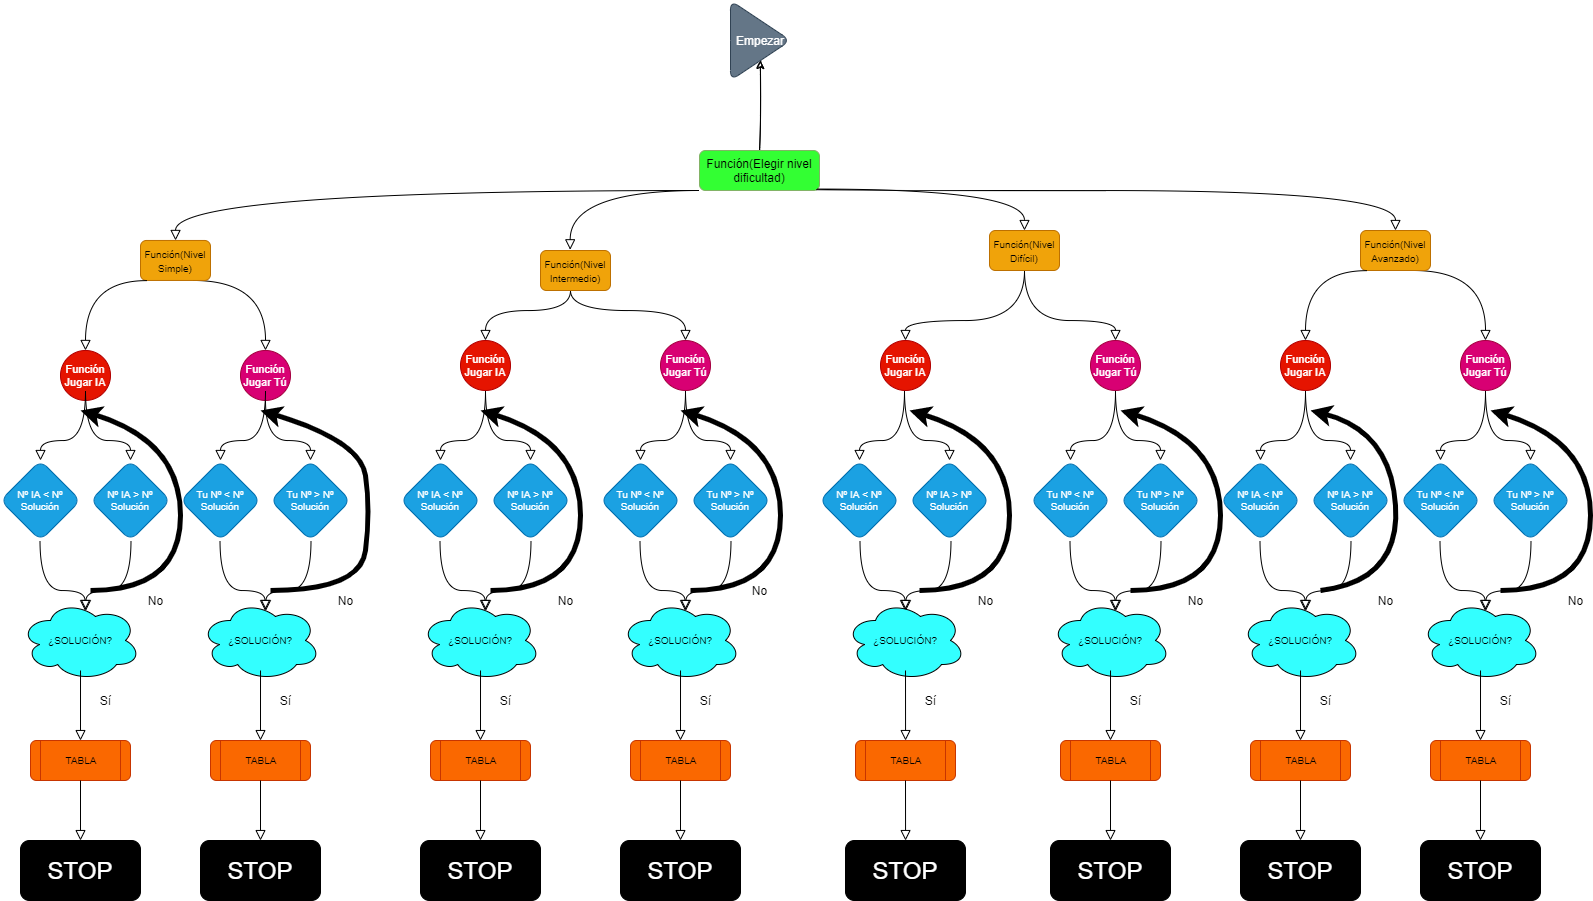 Empezar
Función(Elegir nivel
dificultad)
Función(Nivel
Simple)
Función(Nivel
Intermedio)
Función(Nivel
Difícil)
Función(Nivel
Avanzado)
Función
Jugar IA
Función
Jugar Tú
Función
Jugar IA
Función
Jugar Tú
Función
Jugar IA
Función
Jugar Tú
Función
Jugar IA
Función
Jugar Tú
Nº IA < Nº
Solución
Nº IA > Nº
Solución
Tu Nº < Nº
Solución
Tu Nº > Nº
Solución
Nº IA < Nº
Solución
Nº IA > Nº
Solución
Tu Nº < Nº
Solución
Tu Nº > Nº
Solución
Nº IA < Nº
Solución
Nº IA > Nº
Solución
Tu Nº < Nº
Solución
Tu Nº > Nº
Solución
Nº IA < Nº
Solución
Nº IA > Nº
Solución
Tu Nº < Nº
Solución
Tu Nº > Nº
Solución
No
No
No
No
No
No
No
No
¿SOLUCIÓN?
¿SOLUCIÓN?
¿SOLUCIÓN?
¿SOLUCIÓN?
¿SOLUCIÓN?
¿SOLUCIÓN?
¿SOLUCIÓN?
¿SOLUCIÓN?
Sí
Sí
Sí
Sí
Sí
Sí
Sí
Sí
TABLA
TABLA
TABLA
TABLA
TABLA
TABLA
TABLA
TABLA
STOP
STOP
STOP
STOP
STOP
STOP
STOP
STOP